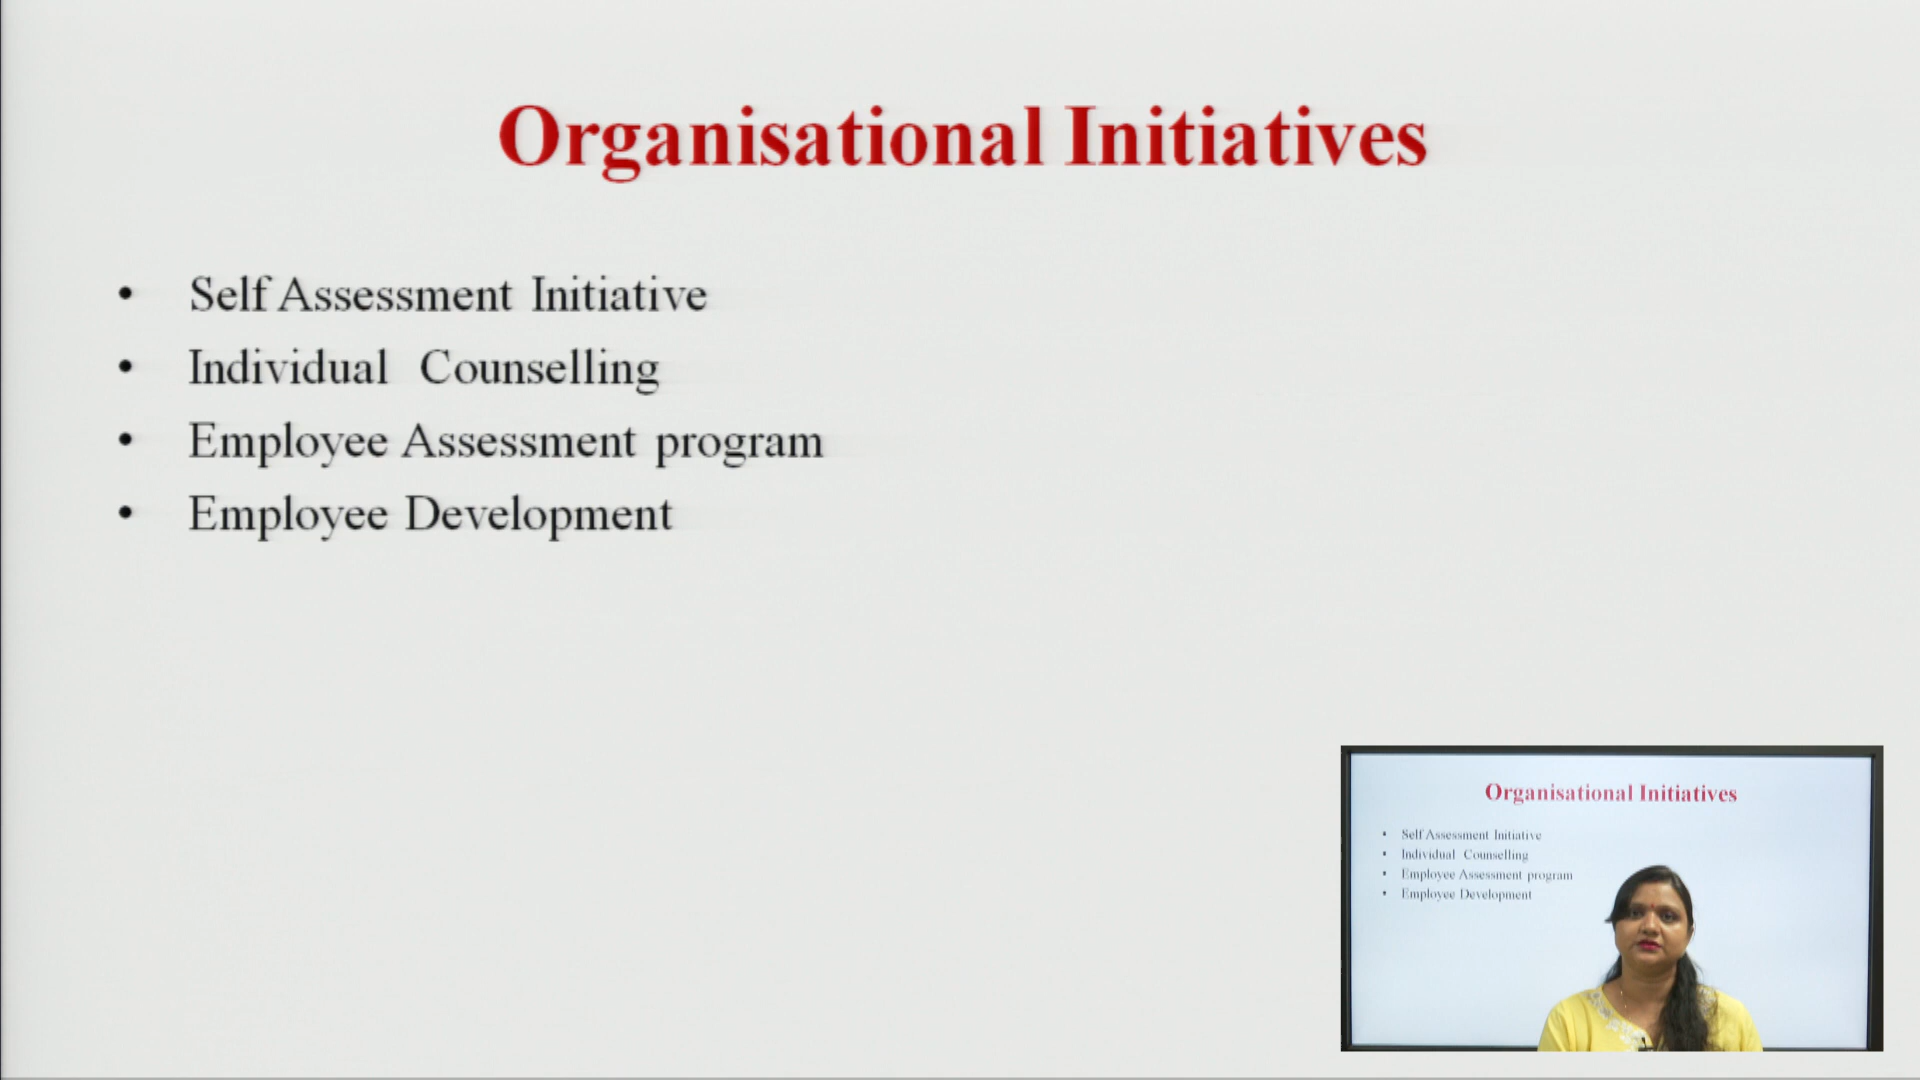 Organisational Initiatives
• Self Assessment Initiative
• Individual Counselling
• Employee Assessment program
• Employee Development
Organisational Initiatives
• Self Assessment Initiative
• Individual Counselling
• Employee Assessment program
• Employee Development